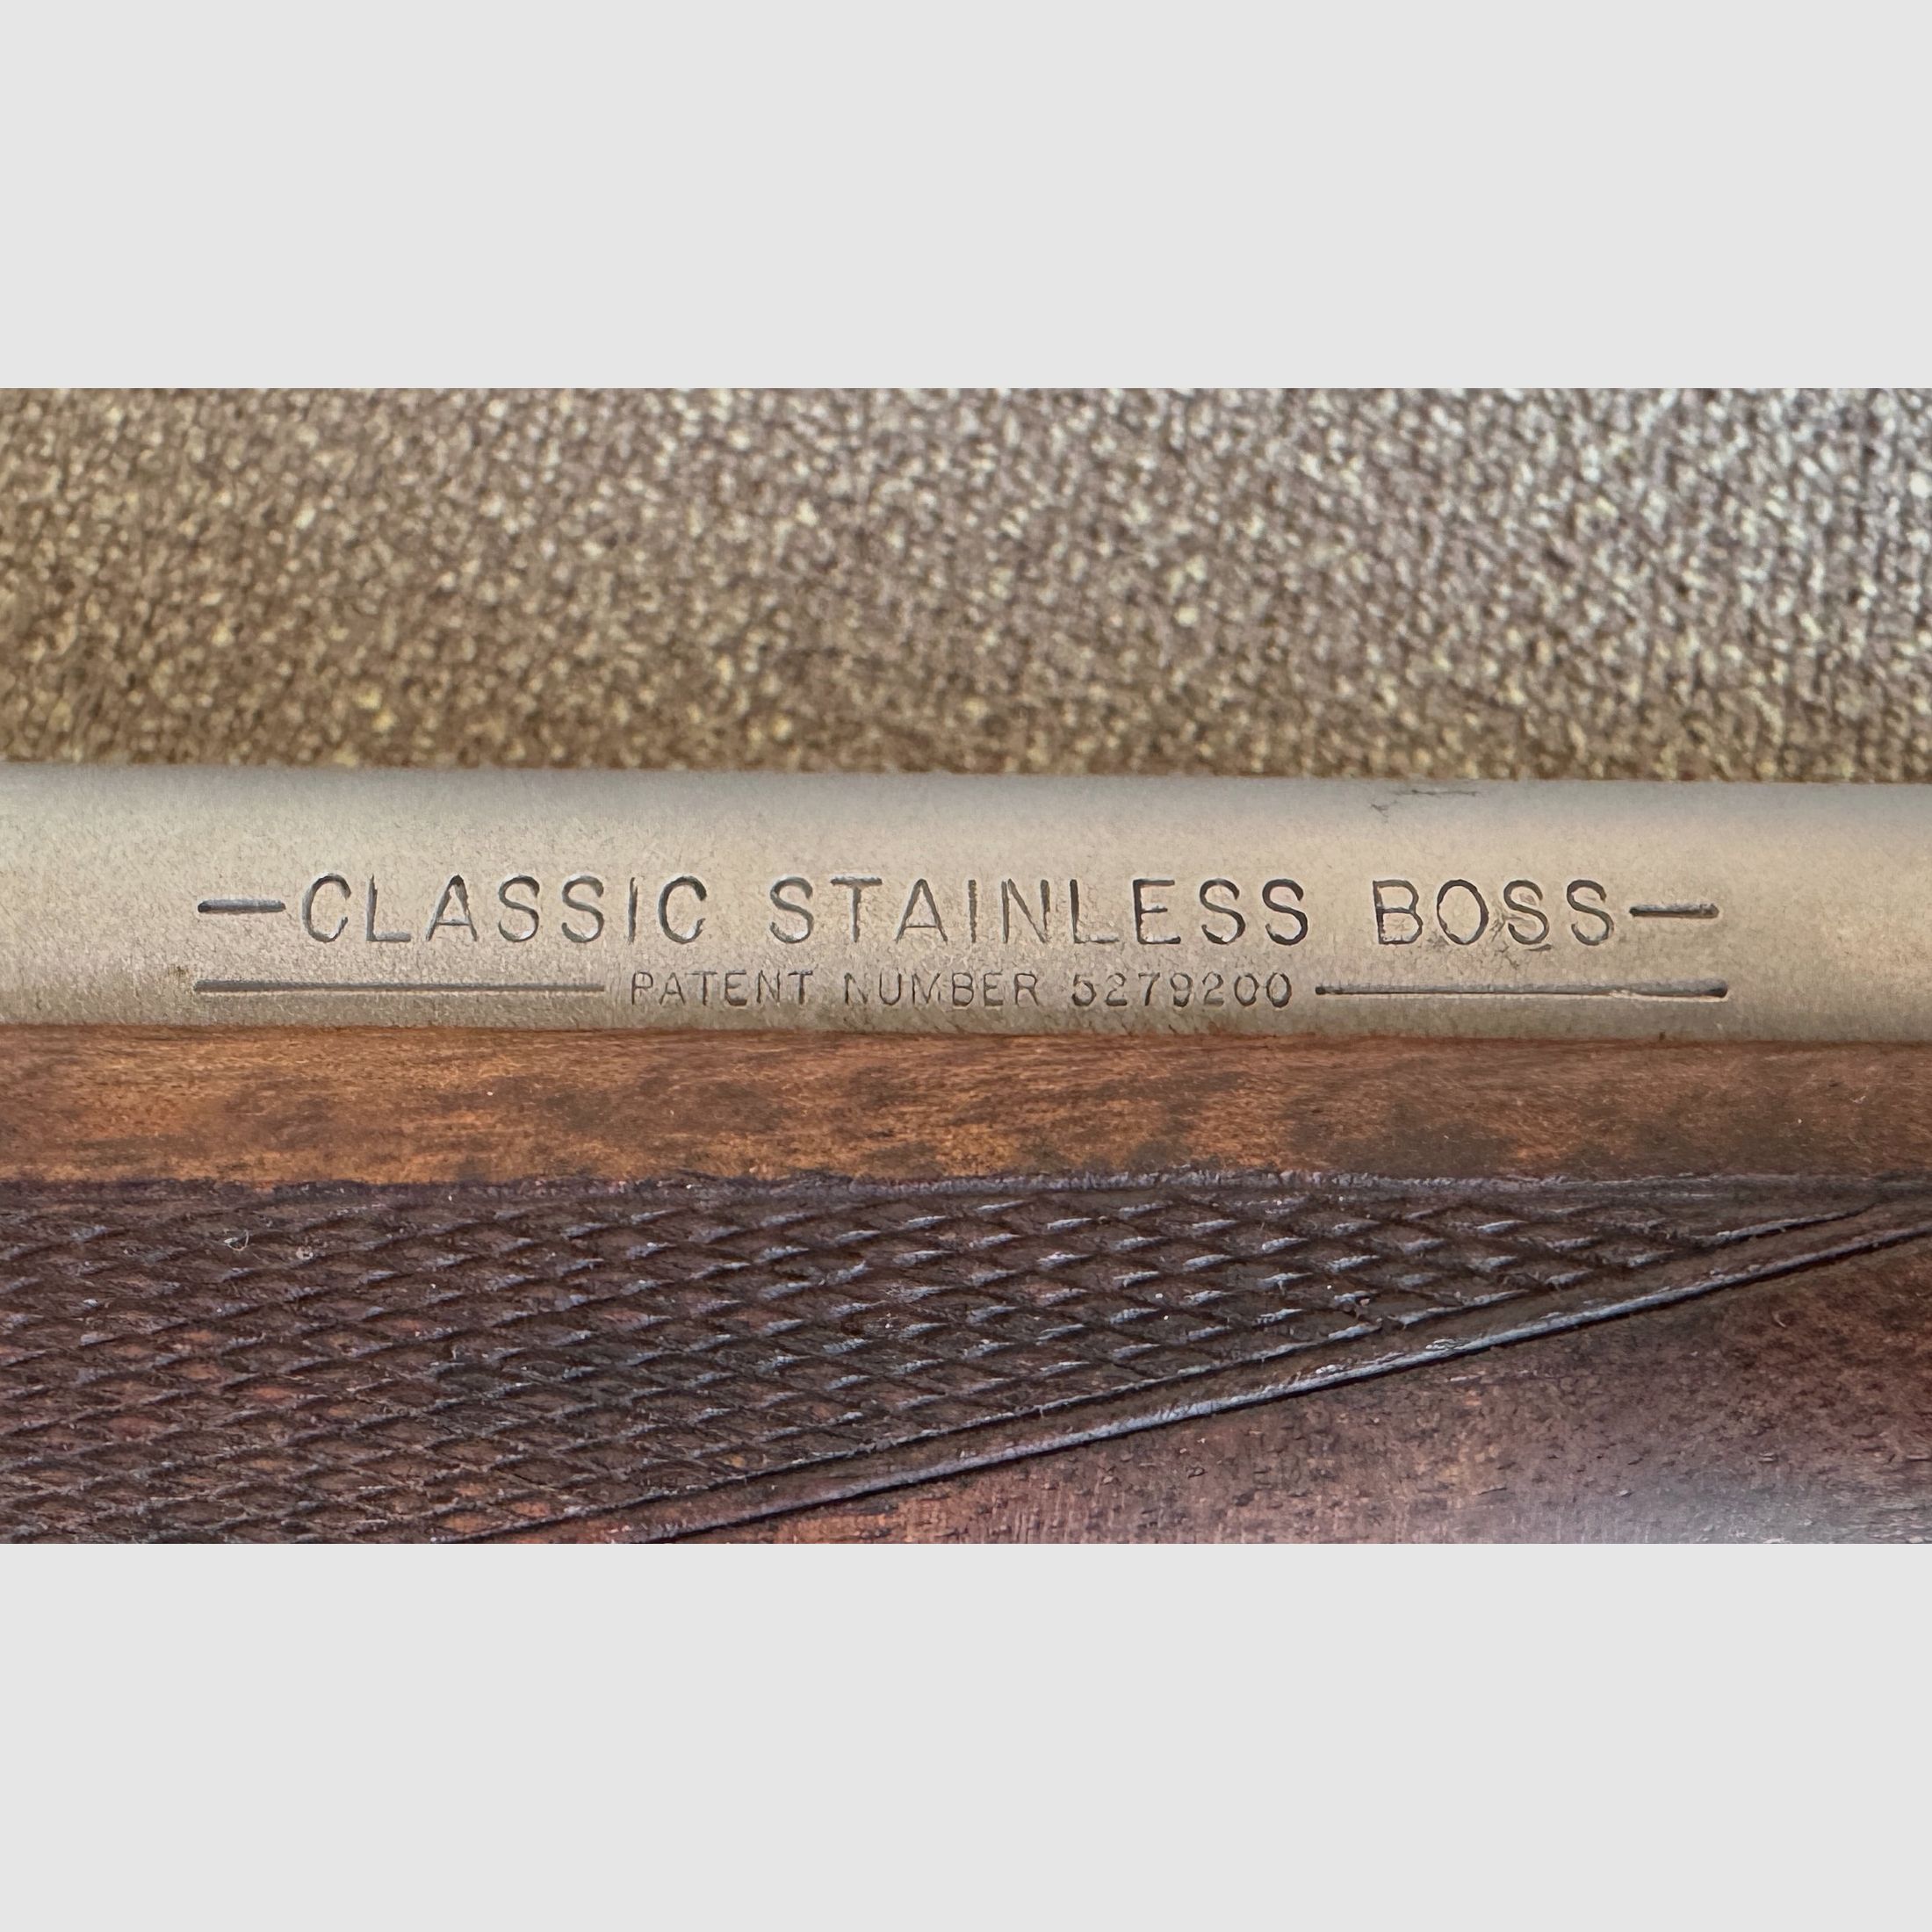 CLASSIC STAINLESS BOSS
PATENT NUMBER 5279200